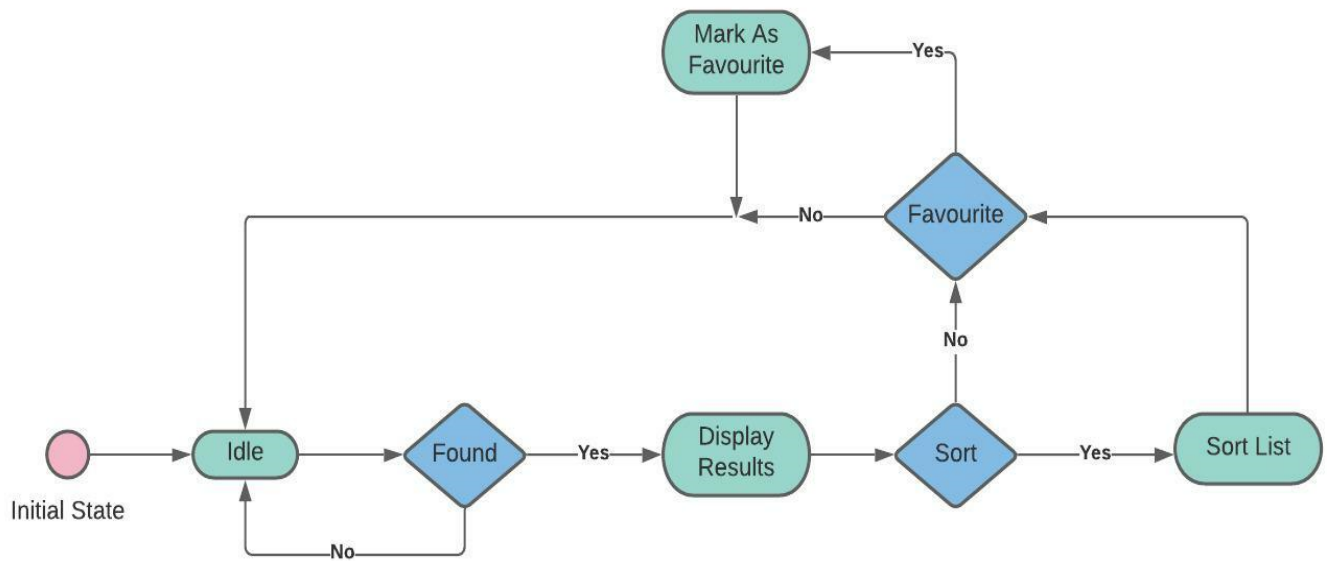 Mark As
Favourite
Yes
No
Favourite
No
Idle
Found
Yes
Display
Results
Sort
Yes
Sort List
Initial State
No